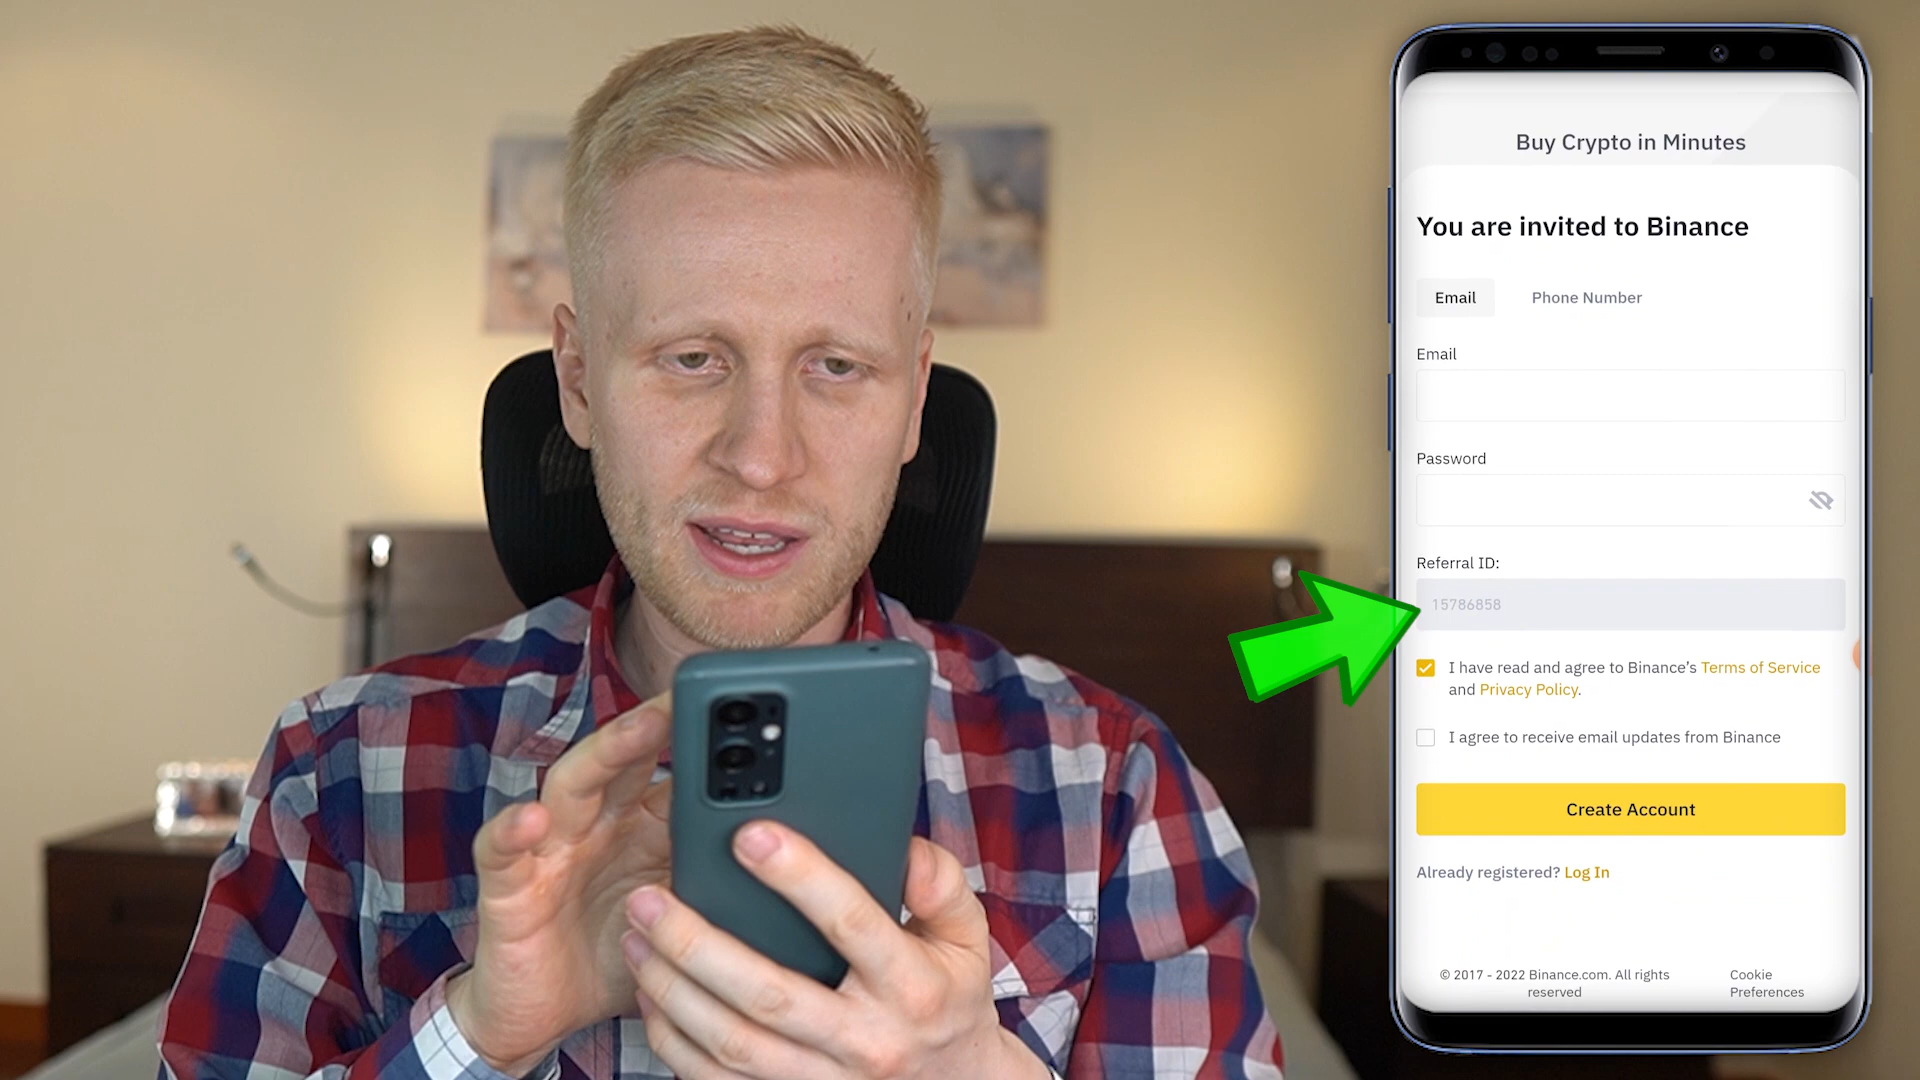 Buy Crypto in Minutes
You are invited to Binance
Email Phone Number
Email
Password
Referral ID:
15786858
I have read and agree to Binance's Terms of Service
and Privacy Policy.
I agree to receive email updates from Binance
Create Account
Already registered? Log In
© 2017 - 2022 Binance.com. All rights
reserved
Cookie
Preferences